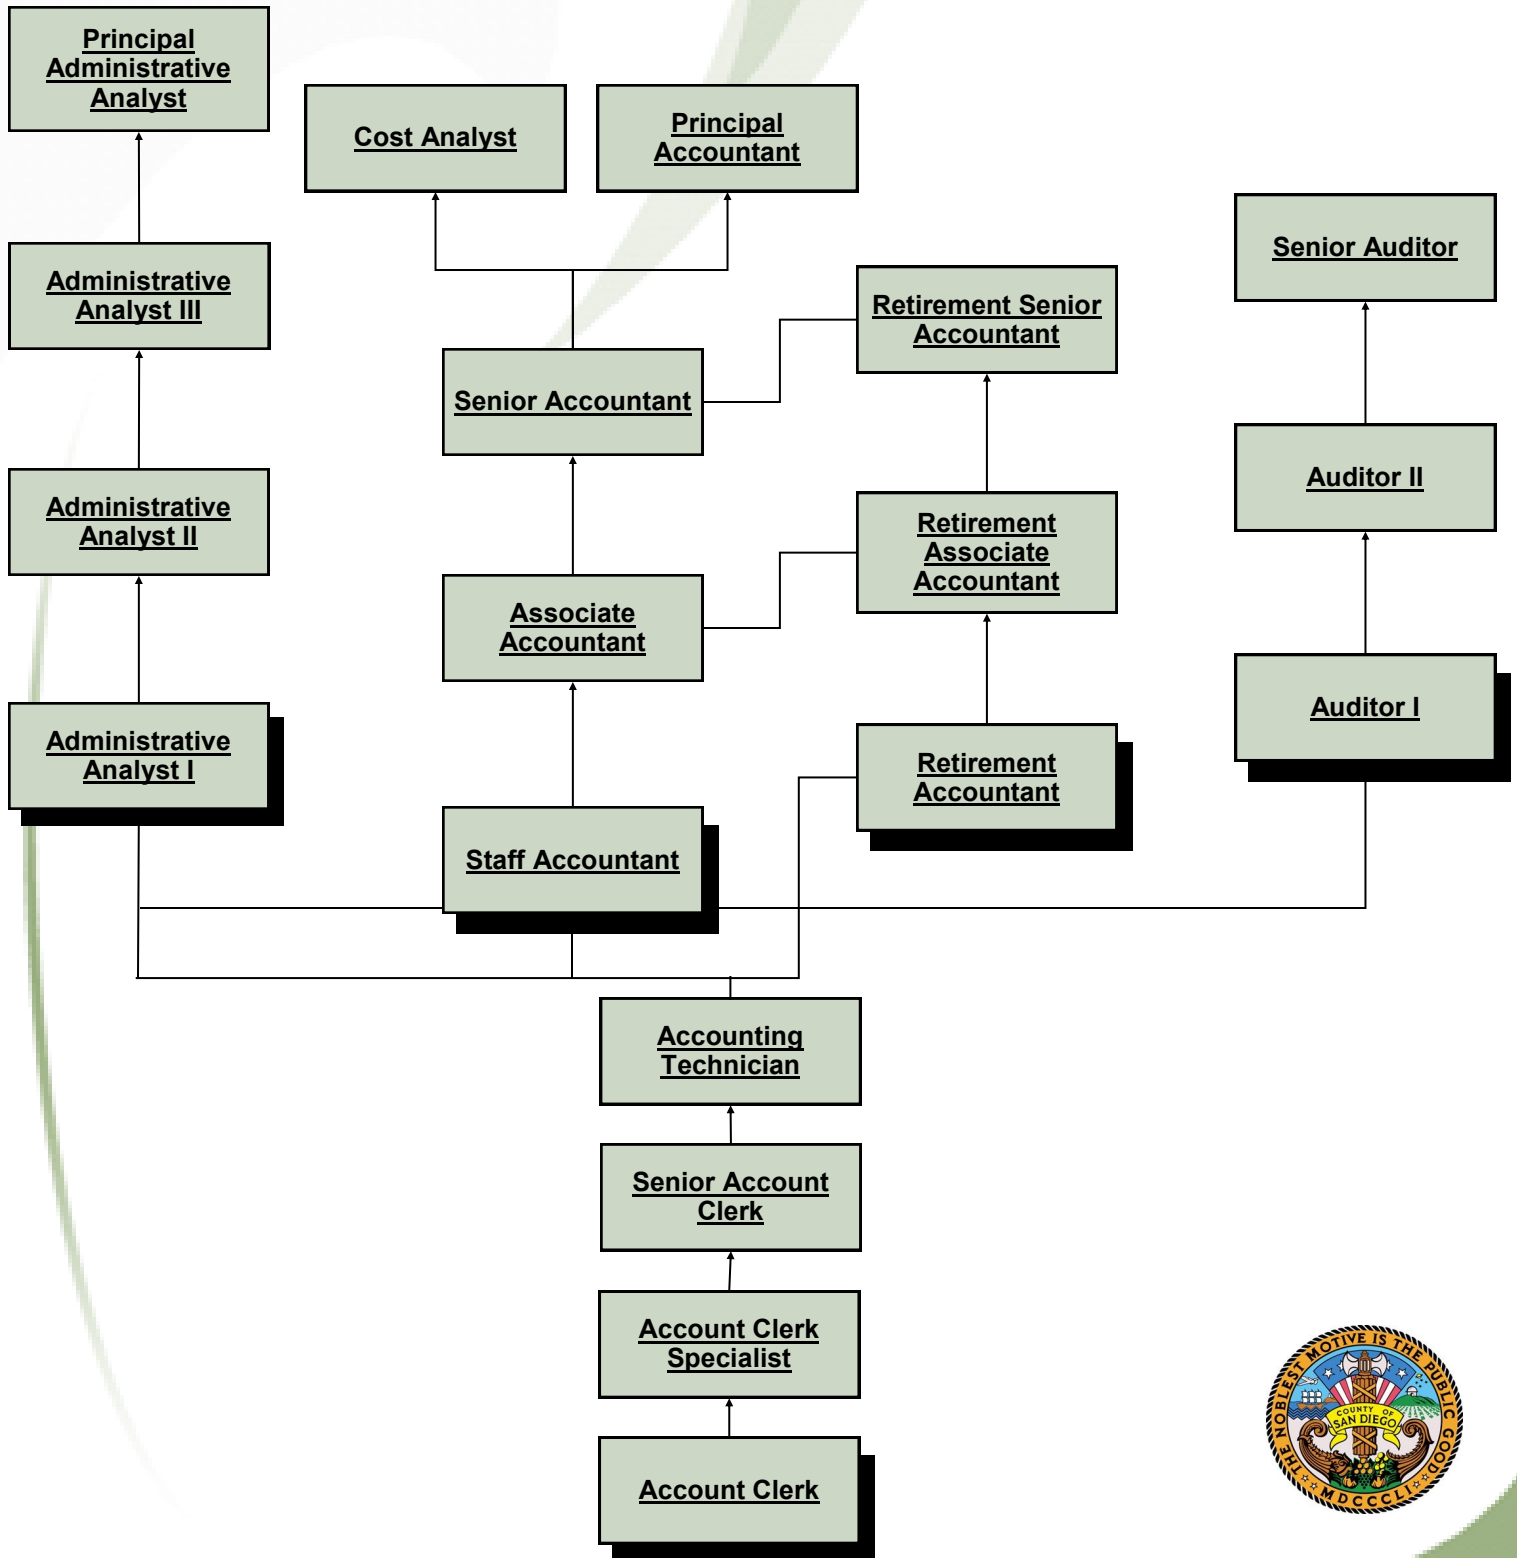 Principal
Administrative
Analyst
Cost Analyst
Principal
Accountant
Senior Auditor
Administrative
Analyst III
Retirement Senior
Accountant
Senior Accountant
Auditor II
Administrative
Analyst II
Retirement
Associate
Accountant
Associate
Accountant
Auditor I
Administrative
Analyst I
Retirement
Accountant
Staff Accountant
Accounting
Technician
Senior Account
Clerk
Account Clerk
Specialist
Account Clerk
THE NOBLEST MOTIVE IS THE PUBLIC GOOD
COUNTY OF
SAN DIEGO
MDCCCLI